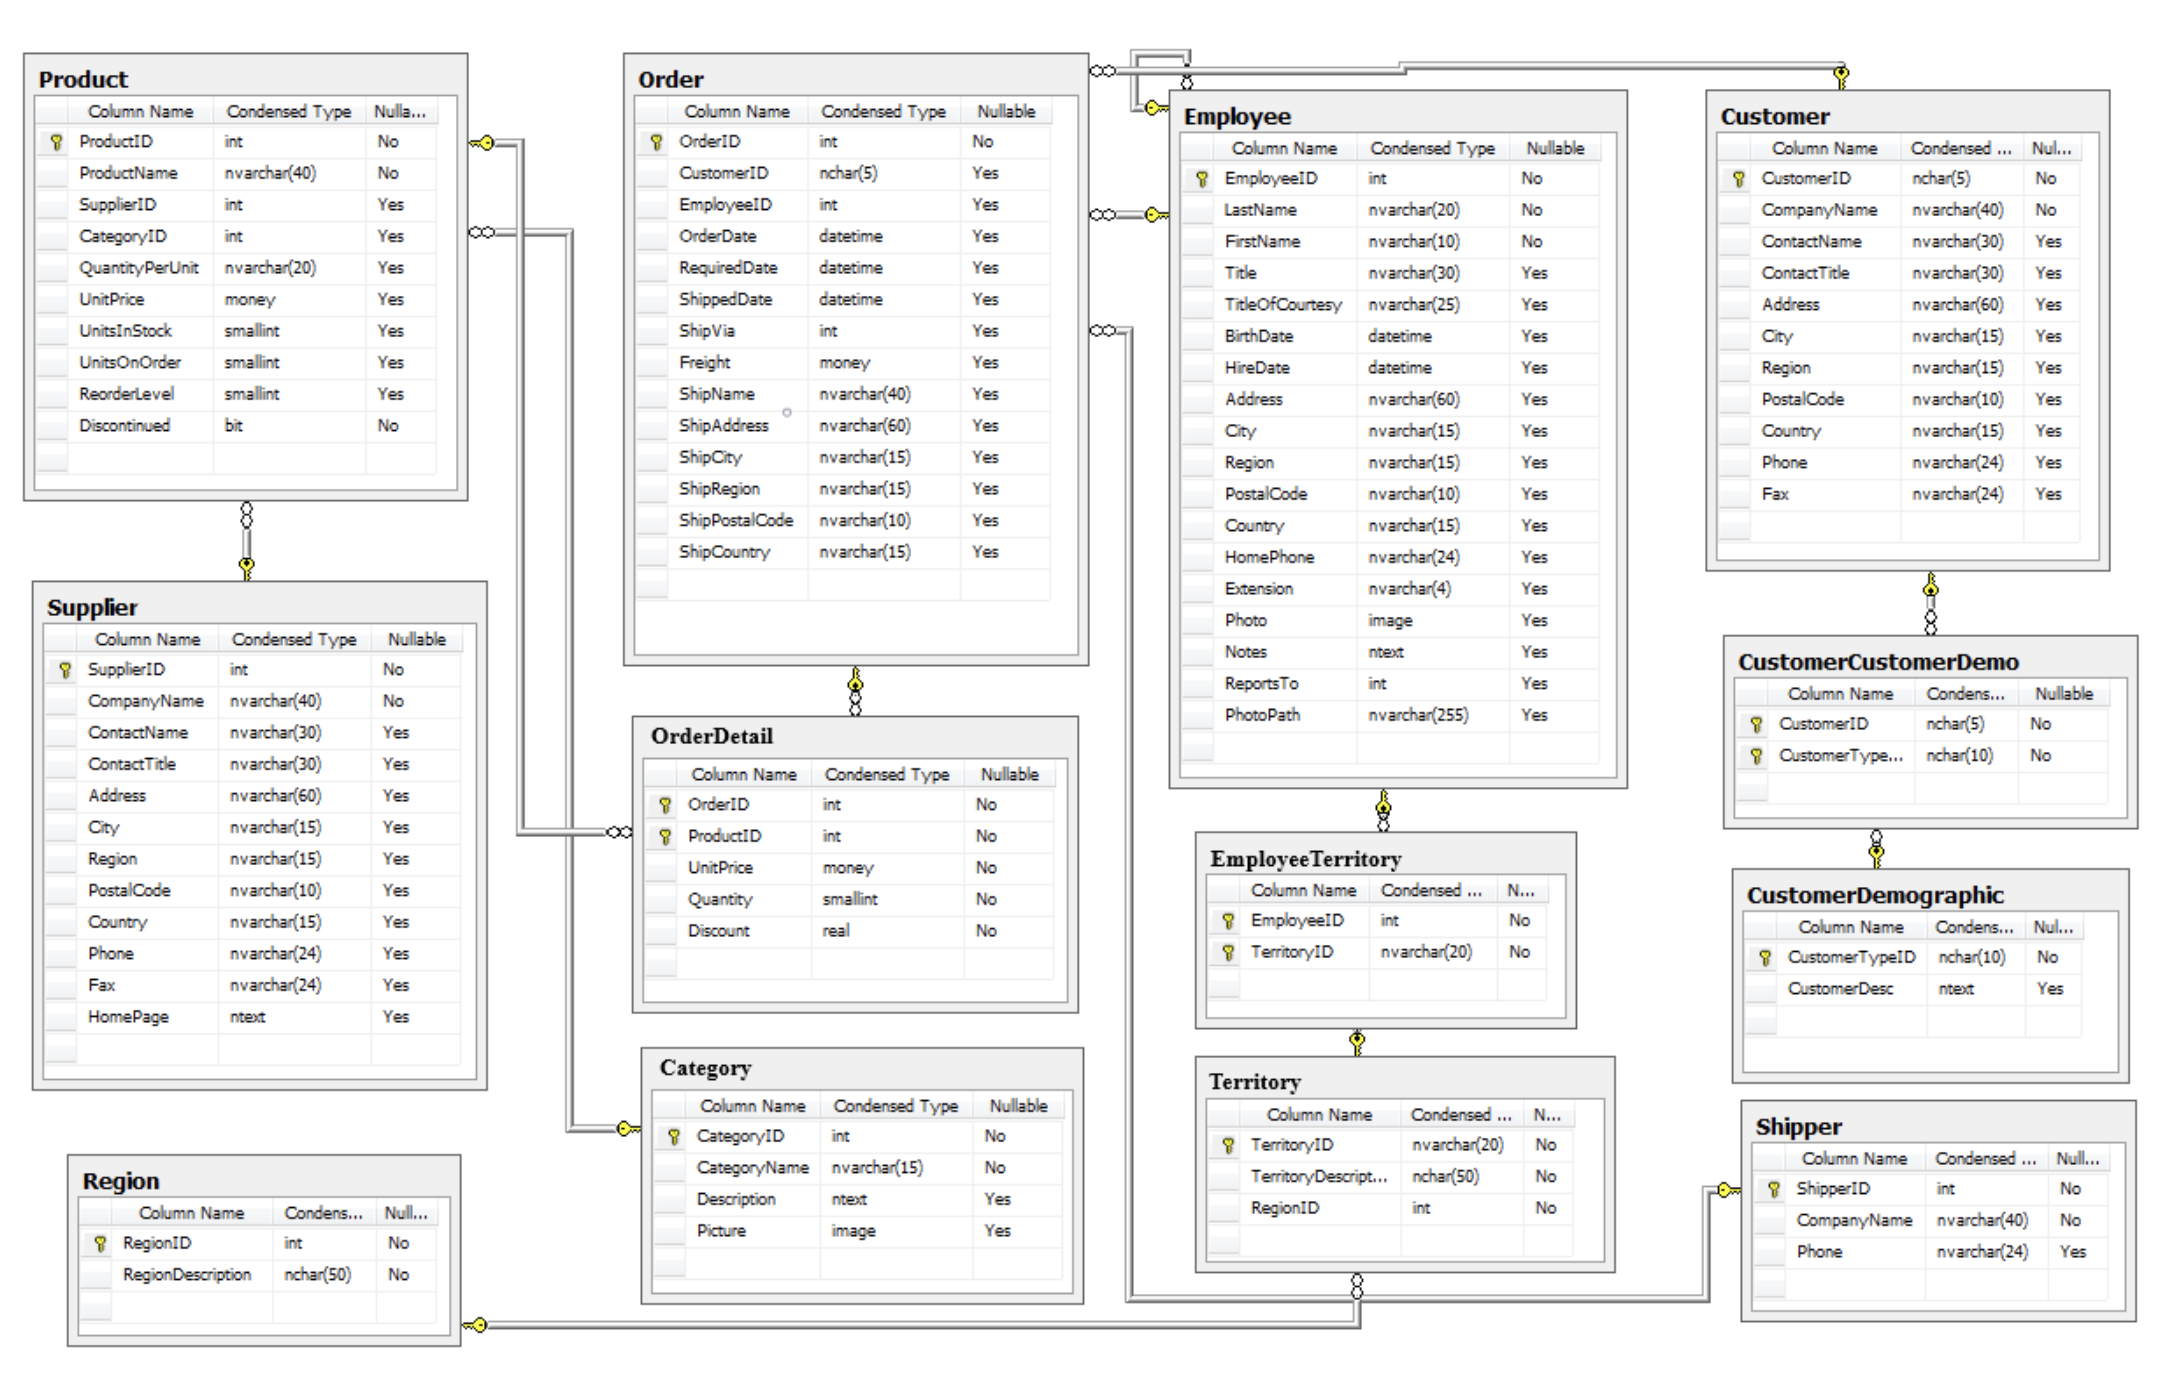 Product
Column Name Condensed Type Nulla...
ProductID int No
ProductName nvarchar(40) No
SupplierID int Yes
CategoryID int Yes
QuantityPerUnit nvarchar(20) Yes
UnitPrice money Yes
UnitsInStock smallint Yes
UnitsOnOrder smallint Yes
ReorderLevel smallint Yes
Discontinued bit No
Supplier
Column Name Condensed Type Nullable
SupplierID int No
CompanyName nvarchar(40) No
ContactName nvarchar(30) Yes
ContactTitle nvarchar(30) Yes
Address nvarchar(60) Yes
City nvarchar(15) Yes
Region nvarchar(15) Yes
PostalCode nvarchar(10) Yes
Country nvarchar(15) Yes
Phone nvarchar(24) Yes
Fax nvarchar(24) Yes
HomePage ntext Yes
Region
Column Name Condens... Null...
RegionID int No
RegionDescription nchar(50) No
Order
Column Name Condensed Type Nullable
OrderID int No
CustomerID nchar(5) Yes
EmployeeID int Yes
OrderDate datetime Yes
RequiredDate datetime Yes
ShippedDate datetime Yes
ShipVia int Yes
Freight money Yes
ShipName nvarchar(40) Yes
ShipAddress nvarchar(60) Yes
ShipCity nvarchar(15) Yes
ShipRegion nvarchar(15) Yes
ShipPostalCode nvarchar(10) Yes
ShipCountry nvarchar(15) Yes
OrderDetail
Column Name Condensed Type Nullable
OrderID int No
ProductID int No
UnitPrice money No
Quantity smallint No
Discount real No
Category
Column Name Condensed Type Nullable
CategoryID int No
CategoryName nvarchar(15) No
Description ntext Yes
Picture image Yes
Employee
Column Name Condensed Type Nullable
EmployeeID int No
LastName nvarchar(20) No
FirstName nvarchar(10) No
Title nvarchar(30) Yes
TitleOfCourtesy nvarchar(25) Yes
BirthDate datetime Yes
HireDate datetime Yes
Address nvarchar(60) Yes
City nvarchar(15) Yes
Region nvarchar(15) Yes
PostalCode nvarchar(10) Yes
Country nvarchar(15) Yes
HomePhone nvarchar(24) Yes
Extension nvarchar(4) Yes
Photo image Yes
Notes ntext Yes
ReportsTo int Yes
PhotoPath nvarchar(255) Yes
EmployeeTerritory
Column Name Condensed ... N...
EmployeeID int No
TerritoryID nvarchar(20) No
Territory
Column Name Condensed ... N...
TerritoryID nvarchar(20) No
TerritoryDescript... nchar(50) No
RegionID int No
Customer
Column Name Condensed ... Nul...
CustomerID nchar(5) No
CompanyName nvarchar(40) No
ContactName nvarchar(30) Yes
ContactTitle nvarchar(30) Yes
Address nvarchar(60) Yes
City nvarchar(15) Yes
Region nvarchar(15) Yes
PostalCode nvarchar(10) Yes
Country nvarchar(15) Yes
Phone nvarchar(24) Yes
Fax nvarchar(24) Yes
CustomerCustomerDemo
Column Name Condens... Nullable
CustomerID nchar(5) No
CustomerType... nchar(10) No
CustomerDemographic
Column Name Condens... Nul...
CustomerTypeID nchar(10) No
CustomerDesc ntext Yes
Shipper
Column Name Condensed ... Null...
ShipperID int No
CompanyName nvarchar(40) No
Phone nvarchar(24) Yes